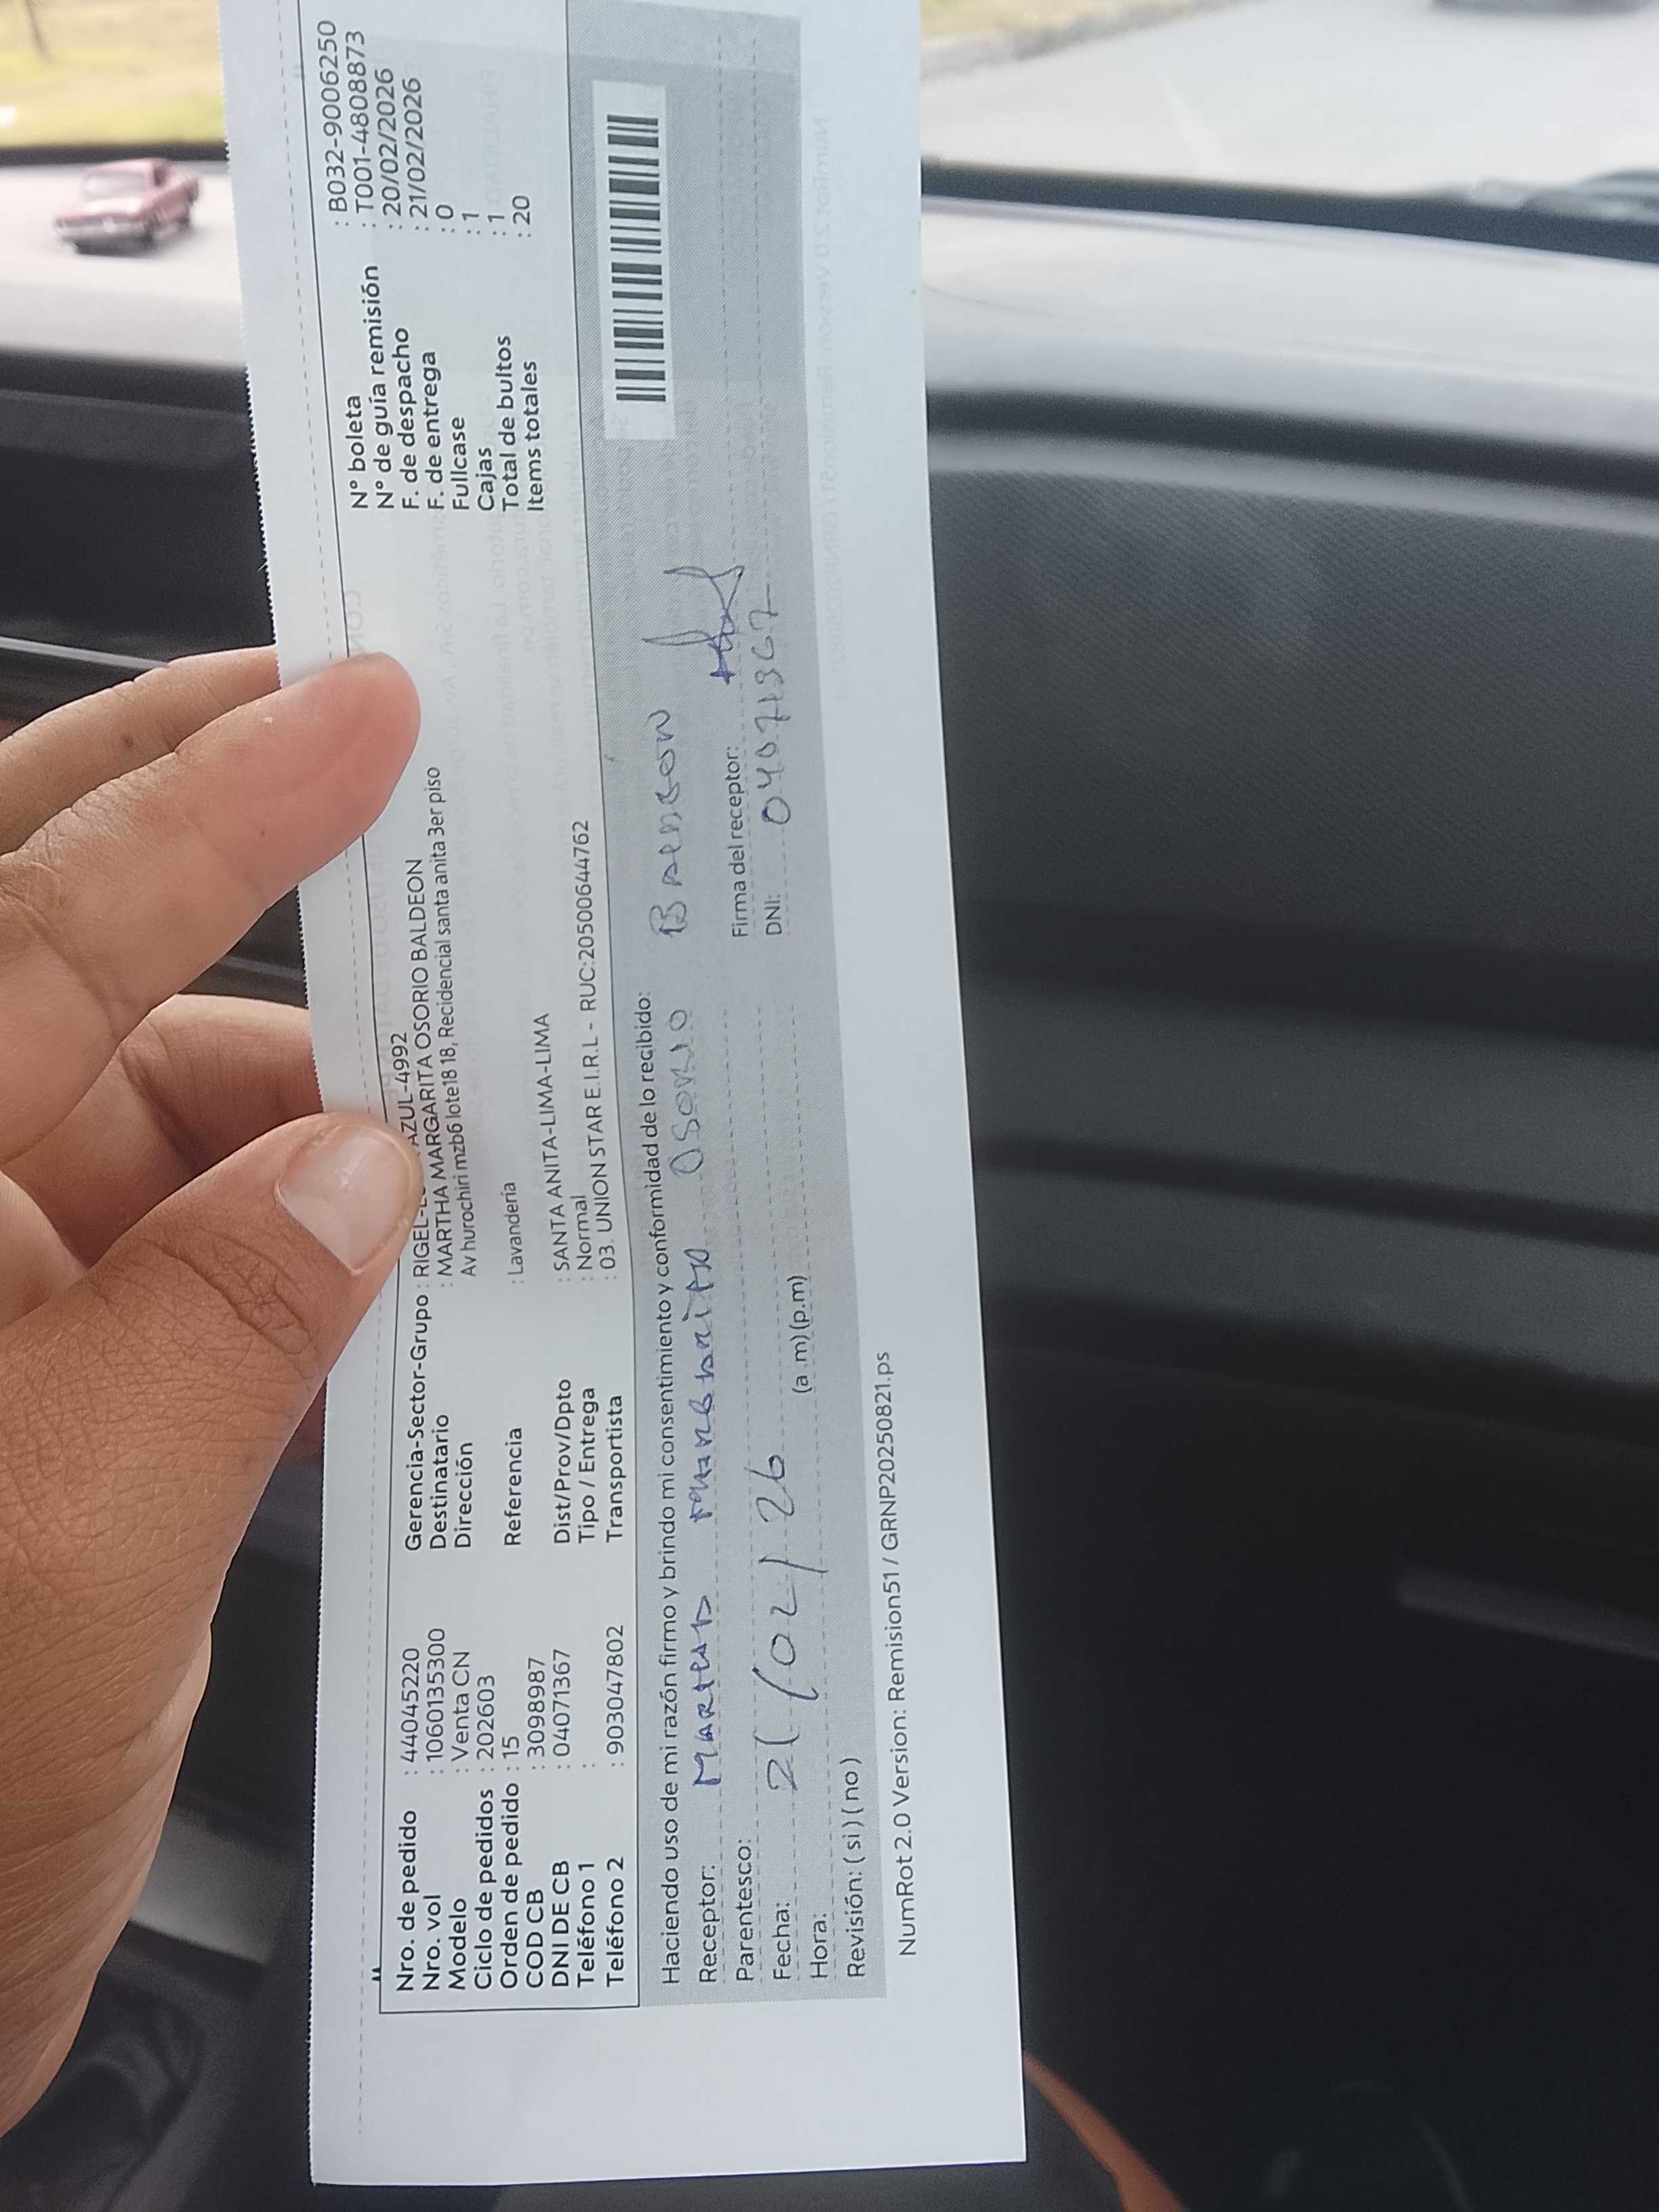 Nro. de pedido : 44045220
Nro. vol : 1060135300
Modelo : Venta CN
Ciclo de pedidos : 202603
Orden de pedido : 15
COD CB : 3098987
DNI DE CB : 04071367
Teléfono 1 :
Teléfono 2 : 903047802
Gerencia-Sector-Grupo : RIGEL- AZUL-4992
Destinatario : MARTHA MARGARITA OSORIO BALDEON
Dirección Av hurochiri mzb6 lote18 18, Recidencial santa anita 3er piso
Referencia : Lavandería
Dist/Prov/Dpto : SANTA ANITA-LIMA-LIMA
Tipo / Entrega : Normal
Transportista : 03. UNION STAR E.I.R.L - RUC:20500644762
N° boleta : B032-9006250
N° de guía remisión : T001-4808873
F. de despacho : 20/02/2026
F. de entrega : 21/02/2026
Fullcase : 0
Cajas : 1
Total de bultos : 1
Items totales : 20
Haciendo uso de mi razón firmo y brindo mi consentimiento y conformidad de lo recibido:
Receptor: Martha Margarita Osorio Baldeon
Parentesco:
Firma del receptor:
Fecha: 21/02/26
DNI: 04071367
Hora: (a .m) (p.m)
Revisión: ( si ) ( no )
NumRot 2.0 Version: Remision51 / GRNP20250821.ps